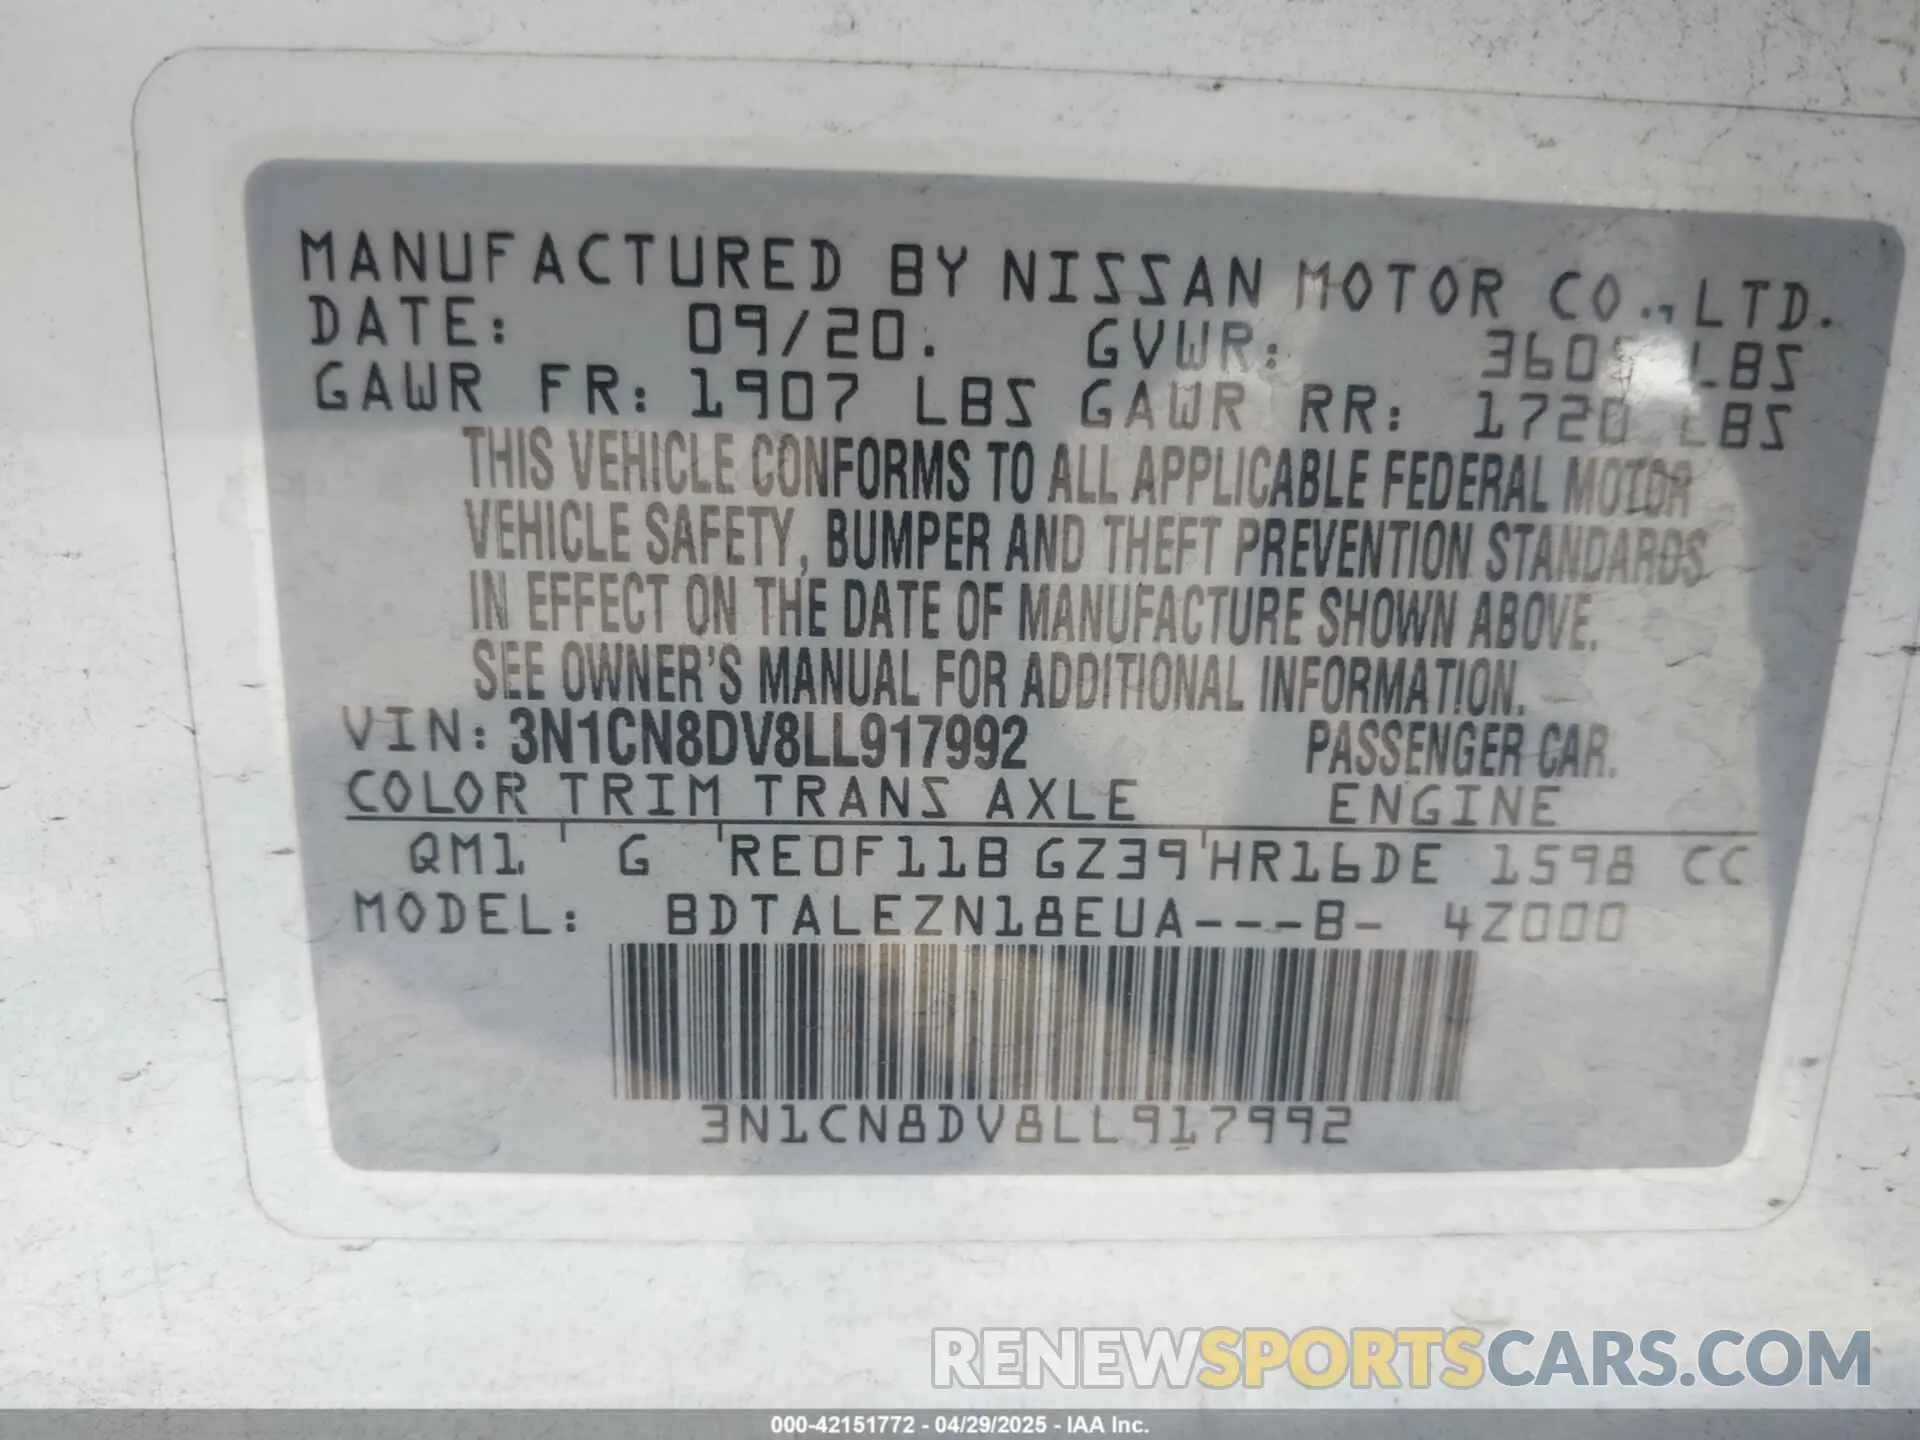 MANUFACTURED BY NISSAN MOTOR CO., LTD.
DATE: 09/20. GVWR: LBS
GAWR FR: 1907 LBS GAWR RR: 1720 LBS
THIS VEHICLE CONFORMS TO ALL APPLICABLE FEDERAL MOTOR
VEHICLE SAFETY, BUMPER AND THEFT PREVENTION STANDARDS
IN EFFECT ON THE DATE OF MANUFACTURE SHOWN ABOVE.
SEE OWNER'S MANUAL FOR ADDITIONAL INFORMATION.
VIN: 3N1CN8DV8LL917992 PASSENGER CAR.
COLOR TRIM TRANS AXLE ENGINE
QM1 G RE0F11B GZ39 HR16DE 1598 CC
MODEL: BDTALEZN18EUA---B- 4Z000
3N1CN8DV8LL917992
RENEWSPORTSCARS.COM
000-42151772 - 04/29/2025 - IAA Inc.